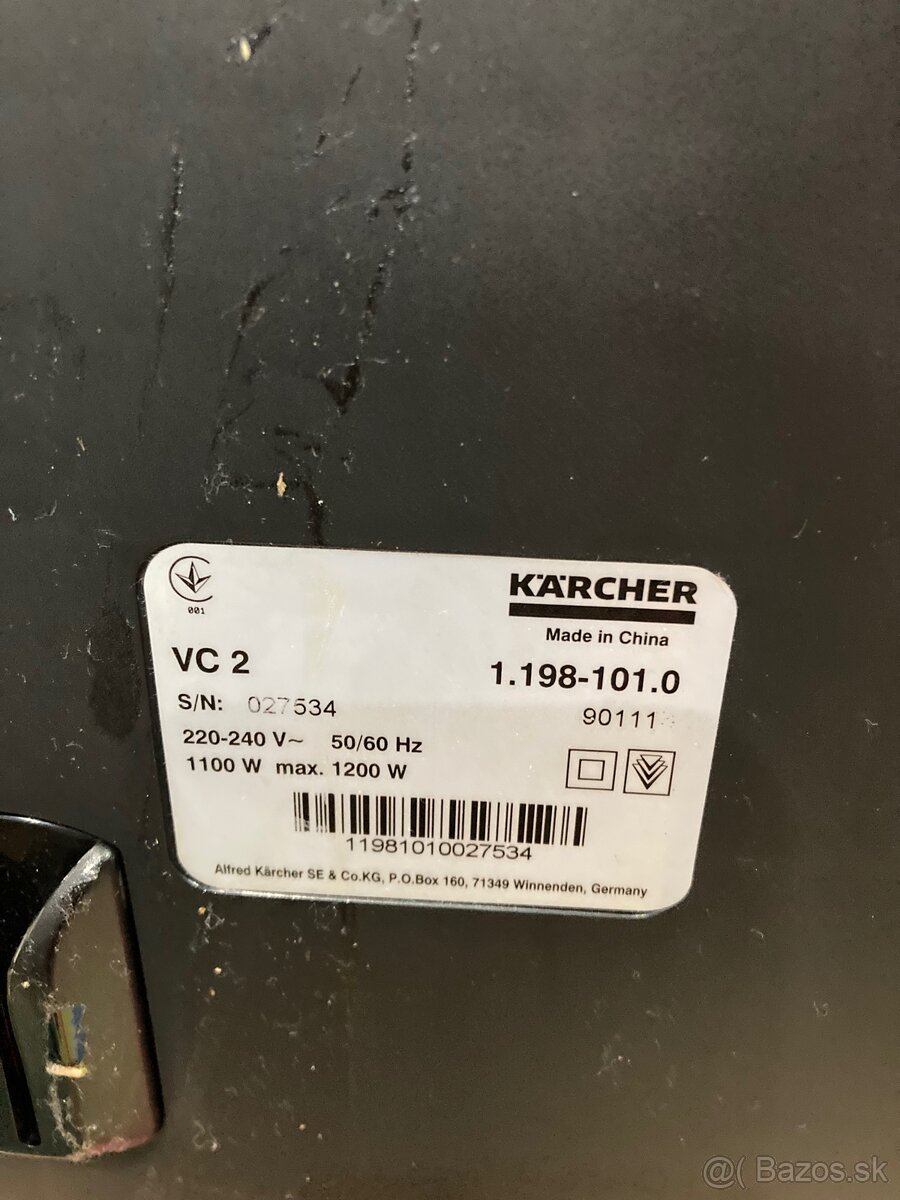 001
KÄRCHER
Made in China
VC 2
1.198-101.0
S/N: 027534
220-240 V~ 50/60 Hz
1100 W max. 1200 W
11981010027534
Alfred Kärcher SE & Co.KG, P.O.Box 160, 71349 Winnenden, Germany
@( Bazos.sk